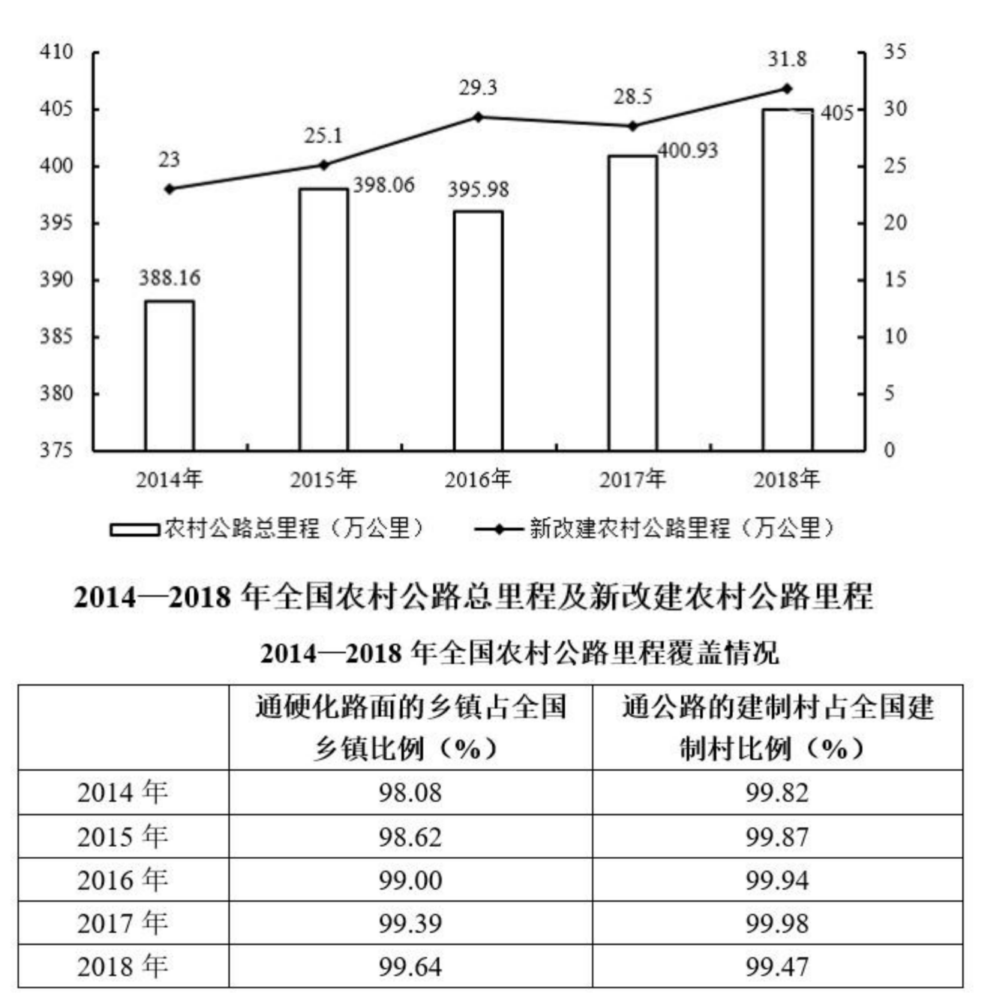 410
405
400
395
390
385
380
375
35
30
25
20
15
10
5
0
23
25.1
29.3
28.5
31.8
388.16
398.06
395.98
400.93
405
2014年 2015年 2016年 2017年 2018年
农村公路总里程（万公里） 新改建农村公路里程（万公里）
2014—2018 年全国农村公路总里程及新改建农村公路里程
2014—2018 年全国农村公路里程覆盖情况
通硬化路面的乡镇占全国
乡镇比例（%）
通公路的建制村占全国建
制村比例（%）
2014 年 98.08 99.82
2015 年 98.62 99.87
2016 年 99.00 99.94
2017 年 99.39 99.98
2018 年 99.64 99.47